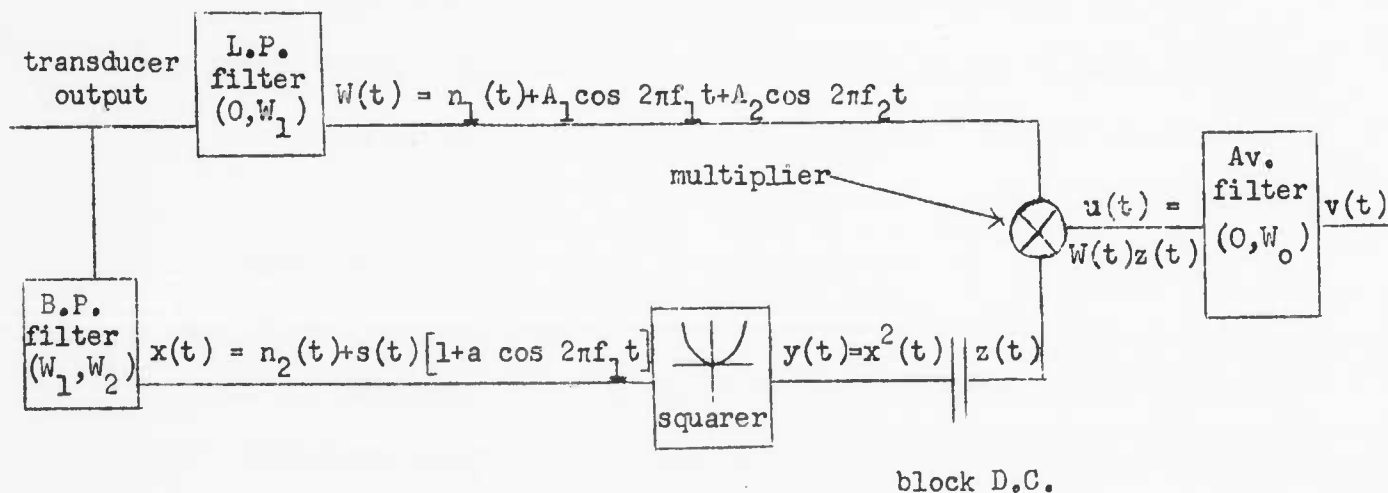 transducer
output
L.P.
filter
(0,W₁)
W(t) = n₁(t)+A₁cos 2πf₁t+A₂cos 2πf₂t
multiplier
u(t) =
W(t)z(t)
Av.
filter
(0,Wₒ)
v(t)
B.P.
filter
(W₁,W₂)
x(t) = n₂(t)+s(t)[1+a cos 2πf₁t]
squarer
y(t)=x²(t)
z(t)
block D.C.